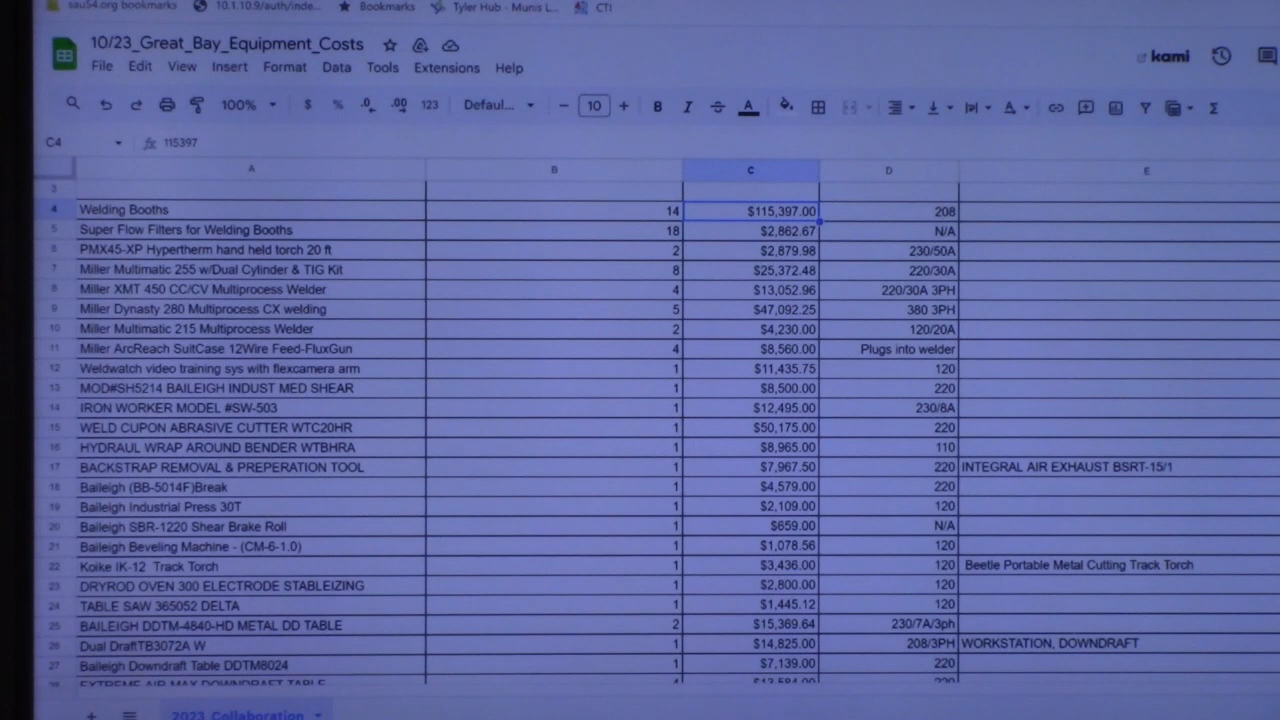 sau54.org bookmarks 10.1.10.9/auth/inde... Bookmarks Tyler Hub - Munis L... CTI
10/23_Great_Bay_Equipment_Costs
File Edit View Insert Format Data Tools Extensions Help
kami
100% $ % .0 .00 123 Defaul... − 10 + B I S A Σ
C4 fx 115397
A B C D E
3
4 Welding Booths 14 $115,397.00 208
5 Super Flow Filters for Welding Booths 18 $2,862.67 N/A
6 PMX45-XP Hypertherm hand held torch 20 ft 2 $2,879.98 230/50A
7 Miller Multimatic 255 w/Dual Cylinder & TIG Kit 8 $25,372.48 220/30A
8 Miller XMT 450 CC/CV Multiprocess Welder 4 $13,052.96 220/30A 3PH
9 Miller Dynasty 280 Multiprocess CX welding 5 $47,092.25 380 3PH
10 Miller Multimatic 215 Multiprocess Welder 2 $4,230.00 120/20A
11 Miller ArcReach SuitCase 12Wire Feed-FluxGun 4 $8,560.00 Plugs into welder
12 Weldwatch video training sys with flexcamera arm 1 $11,435.75 120
13 MOD#SH5214 BAILEIGH INDUST MED SHEAR 1 $8,500.00 220
14 IRON WORKER MODEL #SW-503 1 $12,495.00 230/8A
15 WELD CUPON ABRASIVE CUTTER WTC20HR 1 $50,175.00 220
16 HYDRAUL WRAP AROUND BENDER WTBHRA 1 $8,965.00 110
17 BACKSTRAP REMOVAL & PREPERATION TOOL 1 $7,967.50 220 INTEGRAL AIR EXHAUST BSRT-15/1
18 Baileigh (BB-5014F)Break 1 $4,579.00 220
19 Baileigh Industrial Press 30T 1 $2,109.00 120
20 Baileigh SBR-1220 Shear Brake Roll 1 $659.00 N/A
21 Baileigh Beveling Machine - (CM-6-1.0) 1 $1,078.56 120
22 Koike IK-12 Track Torch 1 $3,436.00 120 Beetle Portable Metal Cutting Track Torch
23 DRYROD OVEN 300 ELECTRODE STABLEIZING 1 $2,800.00 120
24 TABLE SAW 365052 DELTA 1 $1,445.12 120
25 BAILEIGH DDTM-4840-HD METAL DD TABLE 2 $15,369.64 230/7A/3ph
26 Dual DraftTB3072A W 1 $14,825.00 208/3PH WORKSTATION, DOWNDRAFT
27 Baileigh Downdraft Table DDTM8024 1 $7,139.00 220
EXTREME AIR MAX DOWNDRAFT TABLE
2023_Collaboration